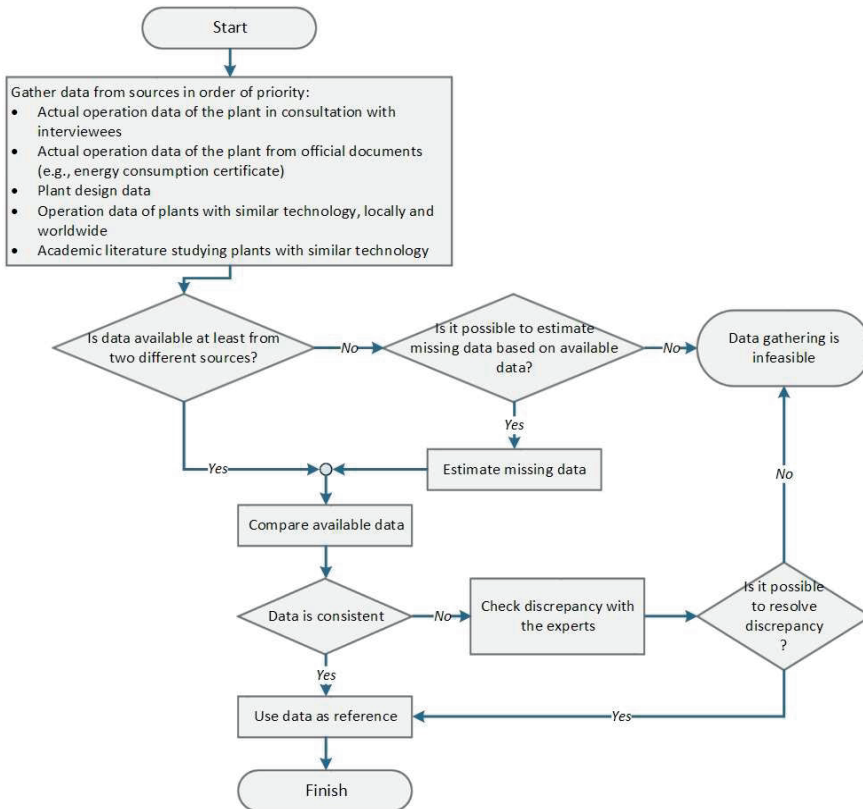 Start
Gather data from sources in order of priority:
• Actual operation data of the plant in consultation with
interviewees
• Actual operation data of the plant from official documents
(e.g., energy consumption certificate)
• Plant design data
• Operation data of plants with similar technology, locally and
worldwide
• Academic literature studying plants with similar technology
Is data available at least from
two different sources?
No
Is it possible to estimate
missing data based on available
data?
No
Data gathering is
infeasible
Yes
Yes
Estimate missing data
No
Compare available data
Data is consistent
No
Check discrepancy with
the experts
Is it possible
to resolve
discrepancy
?
Yes
Use data as reference
Yes
Finish